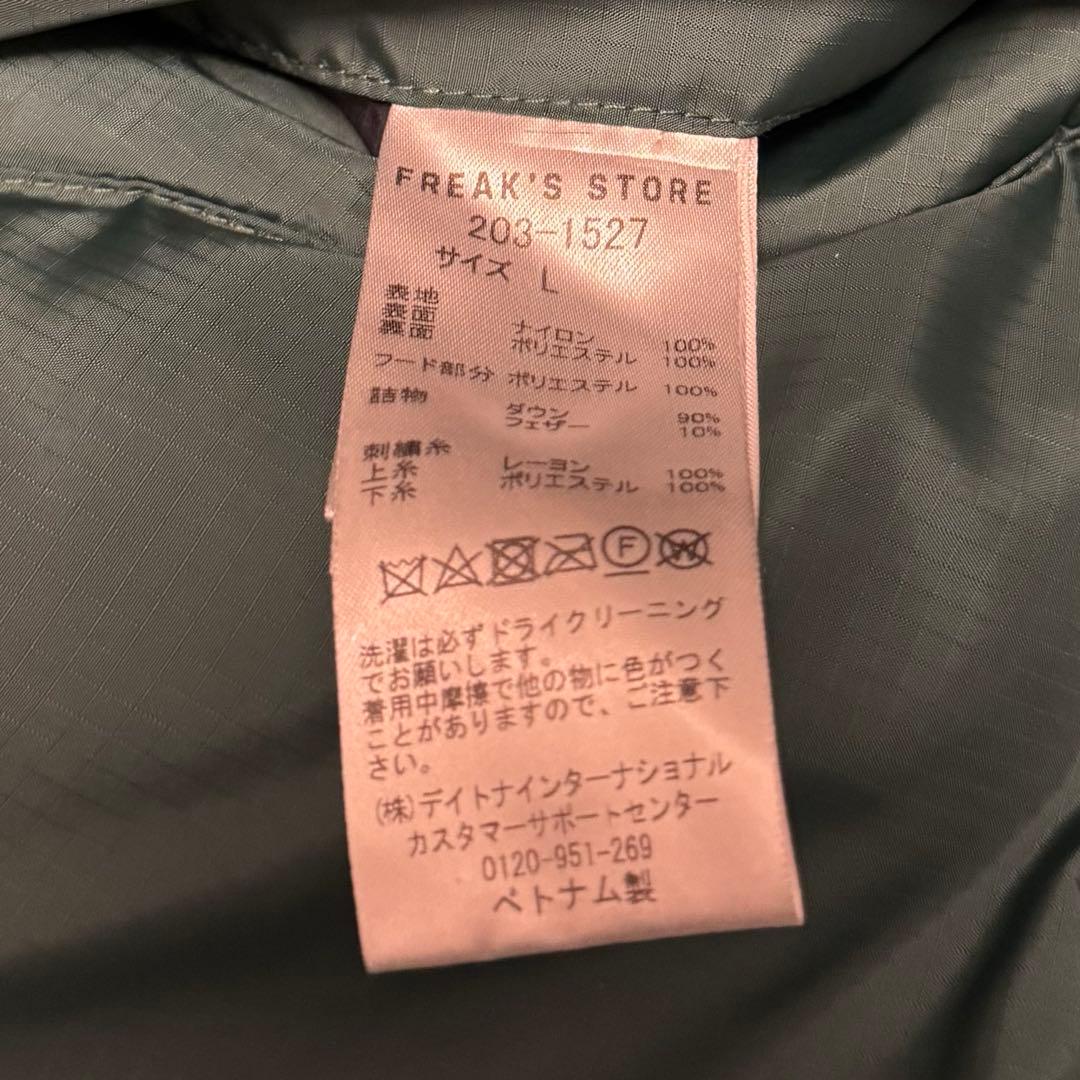 FREAK'S STORE
203-1527
サイズ L
表地
表面 ナイロン 100%
裏面 ポリエステル 100%
フード部分 ポリエステル 100%
詰物
ダウン 90%
フェザー 10%
刺繍糸
上糸 レーヨン 100%
下糸 ポリエステル 100%
F
W
洗濯は必ずドライクリーニング
でお願いします。
着用中摩擦で他の物に色がつく
ことがありますので、ご注意下
さい。
(株)デイトナインターナショナル
カスタマーサポートセンター
0120-951-269
ベトナム製